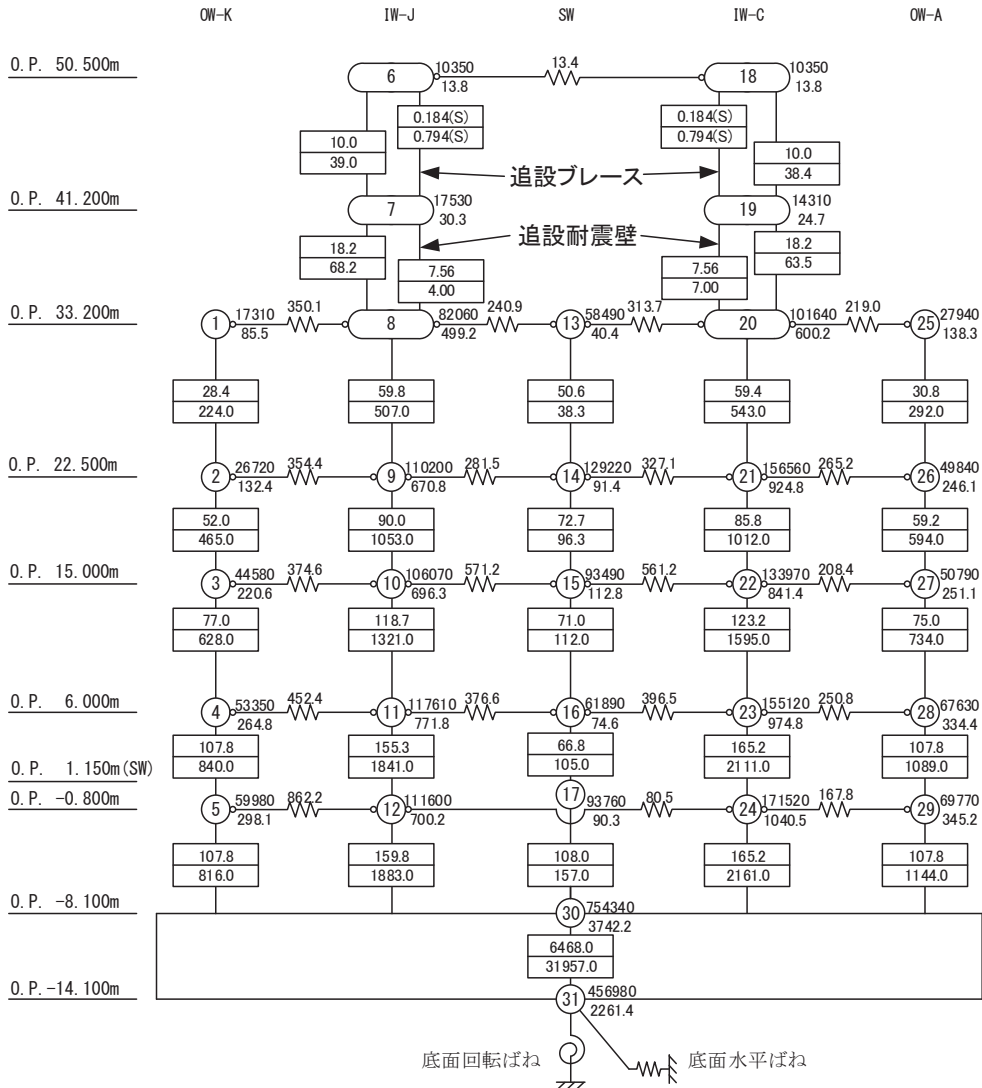 OW-K IW-J SW IW-C OW-A
O.P. 50.500m 6 10350 13.4 18 10350
13.8 13.8
0.184(S) 0.184(S)
0.794(S) 0.794(S)
10.0 10.0
39.0 38.4
追設ブレース
O.P. 41.200m 7 17530 19 14310
30.3 24.7
追設耐震壁
18.2 18.2
68.2 63.5
7.56 7.56
4.00 7.00
O.P. 33.200m 1 17310 350.1 8 82060 240.9 13 58490 313.7 20 101640 219.0 25 27940
85.5 499.2 40.4 600.2 138.3
28.4 59.8 50.6 59.4 30.8
224.0 507.0 38.3 543.0 292.0
O.P. 22.500m 2 26720 354.4 9 110200 281.5 14 129220 327.1 21 156560 265.2 26 49840
132.4 670.8 91.4 924.8 246.1
52.0 90.0 72.7 85.8 59.2
465.0 1053.0 96.3 1012.0 594.0
O.P. 15.000m 3 44580 374.6 10 106070 571.2 15 93490 561.2 22 133970 208.4 27 50790
220.6 696.3 112.8 841.4 251.1
77.0 118.7 71.0 123.2 75.0
628.0 1321.0 112.0 1595.0 734.0
O.P. 6.000m 4 53350 452.4 11 117610 376.6 16 61890 396.5 23 155120 250.8 28 67630
264.8 771.8 74.6 974.8 334.4
107.8 155.3 66.8 165.2 107.8
840.0 1841.0 105.0 2111.0 1089.0
O.P. 1.150m(SW)
O.P. -0.800m 5 59980 862.2 12 111600 17 93760 80.5 24 171520 167.8 29 69770
298.1 700.2 90.3 1040.5 345.2
107.8 159.8 108.0 165.2 107.8
816.0 1883.0 157.0 2161.0 1144.0
O.P. -8.100m 30 754340
3742.2
6468.0
31957.0
O.P.-14.100m 31 456980
2261.4
底面回転ばね 底面水平ばね